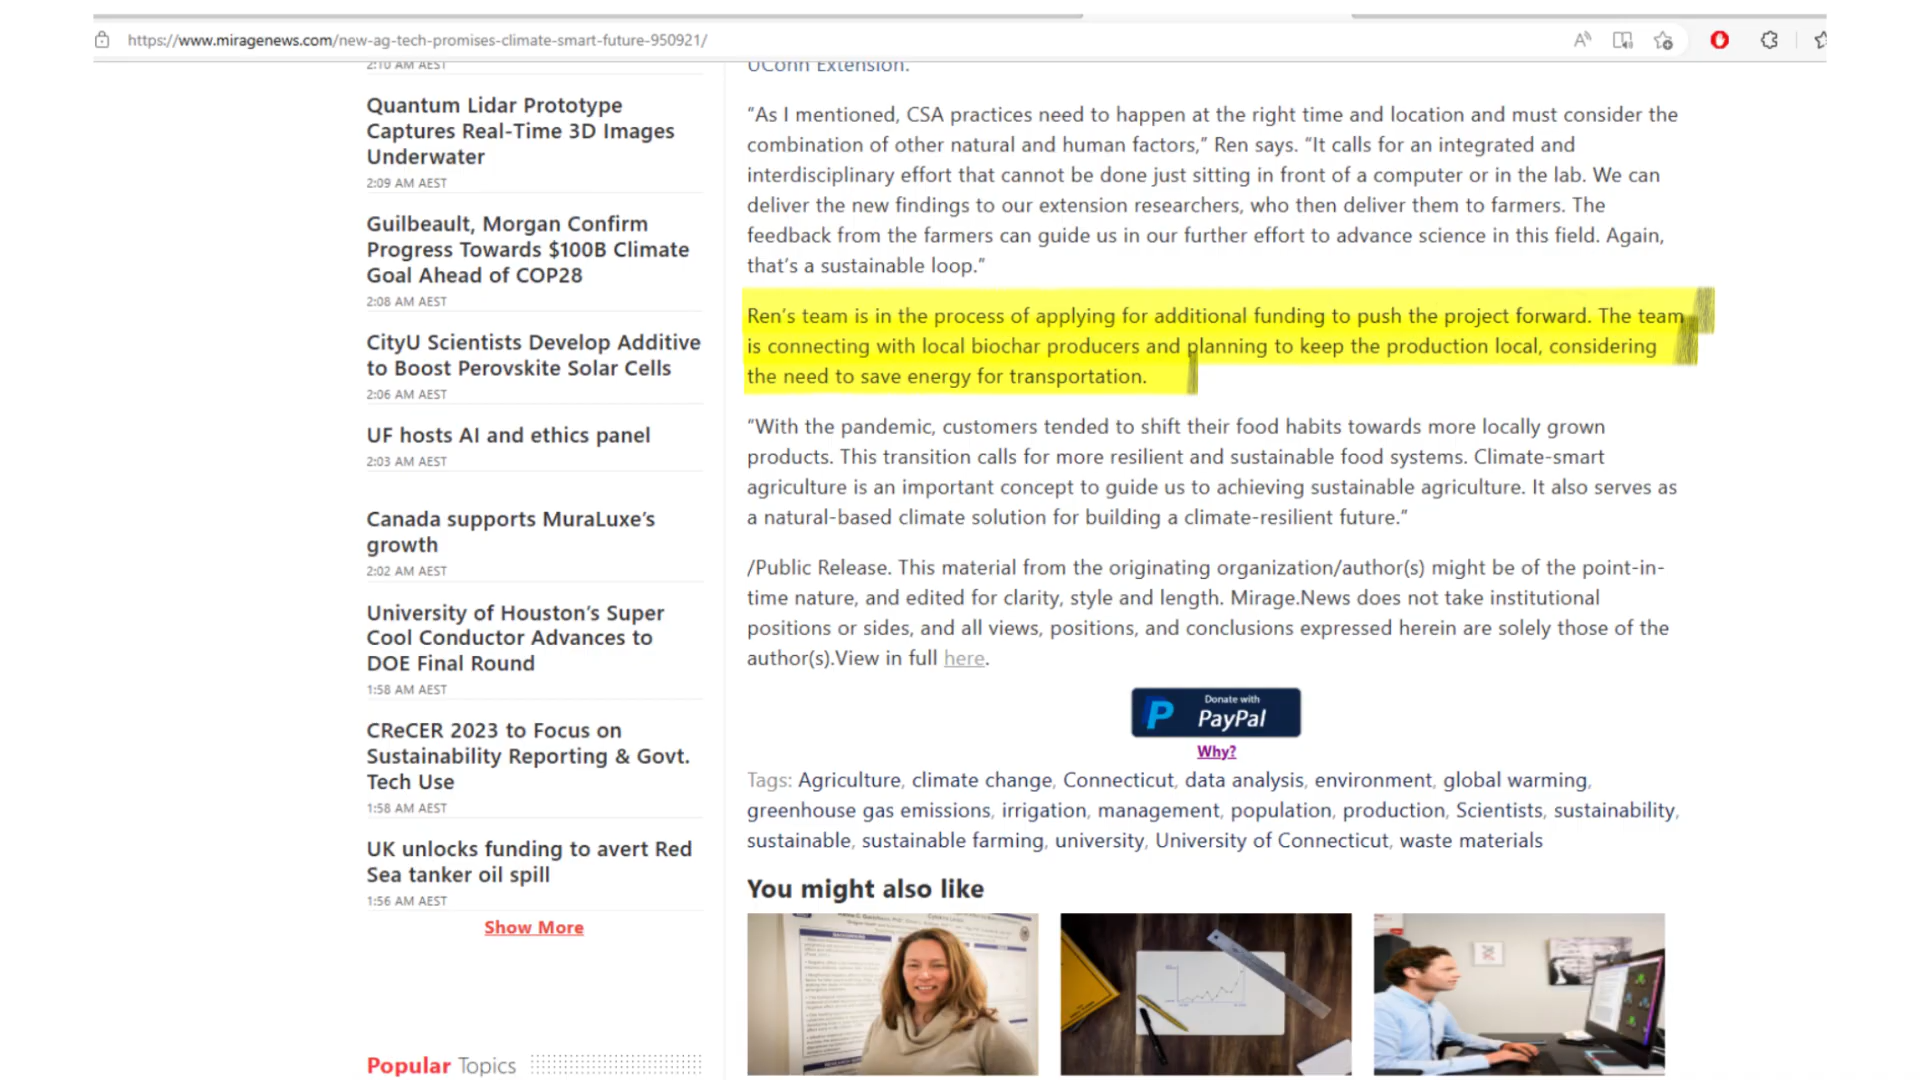 https://www.miragenews.com/new-ag-tech-promises-climate-smart-future-950921/
2:10 AM AEST
Quantum Lidar Prototype
Captures Real-Time 3D Images
Underwater
2:09 AM AEST
Guilbeault, Morgan Confirm
Progress Towards $100B Climate
Goal Ahead of COP28
2:08 AM AEST
CityU Scientists Develop Additive
to Boost Perovskite Solar Cells
2:06 AM AEST
UF hosts AI and ethics panel
2:03 AM AEST
Canada supports MuraLuxe’s
growth
2:02 AM AEST
University of Houston’s Super
Cool Conductor Advances to
DOE Final Round
1:58 AM AEST
CReCER 2023 to Focus on
Sustainability Reporting & Govt.
Tech Use
1:58 AM AEST
UK unlocks funding to avert Red
Sea tanker oil spill
1:56 AM AEST
Show More
Popular Topics
UConn Extension.
“As I mentioned, CSA practices need to happen at the right time and location and must consider the
combination of other natural and human factors,” Ren says. “It calls for an integrated and
interdisciplinary effort that cannot be done just sitting in front of a computer or in the lab. We can
deliver the new findings to our extension researchers, who then deliver them to farmers. The
feedback from the farmers can guide us in our further effort to advance science in this field. Again,
that’s a sustainable loop.”
Ren’s team is in the process of applying for additional funding to push the project forward. The team
is connecting with local biochar producers and planning to keep the production local, considering
the need to save energy for transportation.
“With the pandemic, customers tended to shift their food habits towards more locally grown
products. This transition calls for more resilient and sustainable food systems. Climate-smart
agriculture is an important concept to guide us to achieving sustainable agriculture. It also serves as
a natural-based climate solution for building a climate-resilient future.”
/Public Release. This material from the originating organization/author(s) might be of the point-in-
time nature, and edited for clarity, style and length. Mirage.News does not take institutional
positions or sides, and all views, positions, and conclusions expressed herein are solely those of the
author(s).View in full here.
Donate with
PayPal
Why?
Tags: Agriculture, climate change, Connecticut, data analysis, environment, global warming,
greenhouse gas emissions, irrigation, management, population, production, Scientists, sustainability,
sustainable, sustainable farming, university, University of Connecticut, waste materials
You might also like